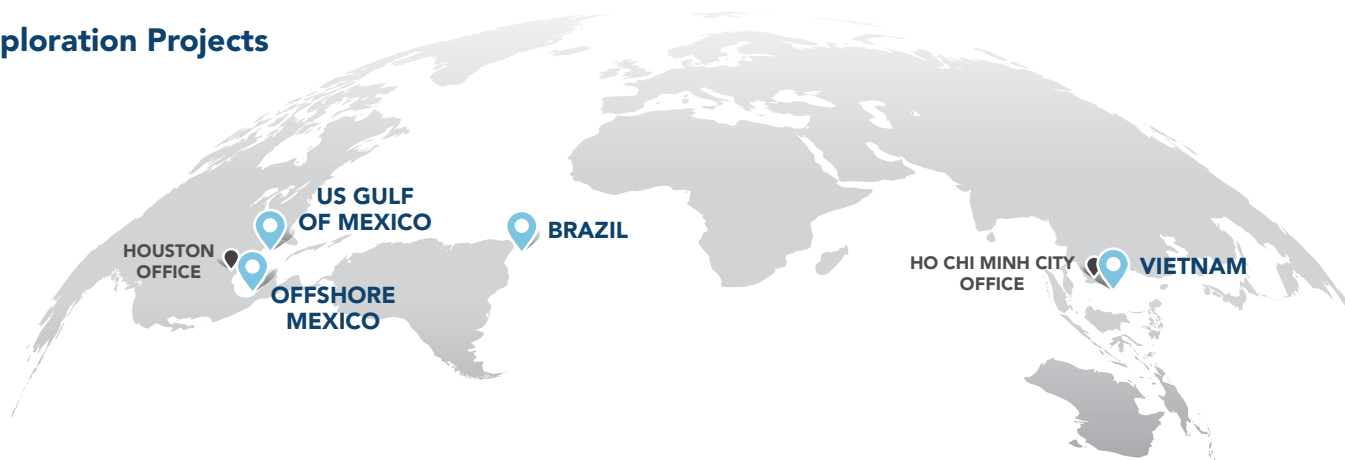 ploration Projects
US GULF
OF MEXICO
HOUSTON
OFFICE
OFFSHORE
MEXICO
BRAZIL
HO CHI MINH CITY
OFFICE
VIETNAM